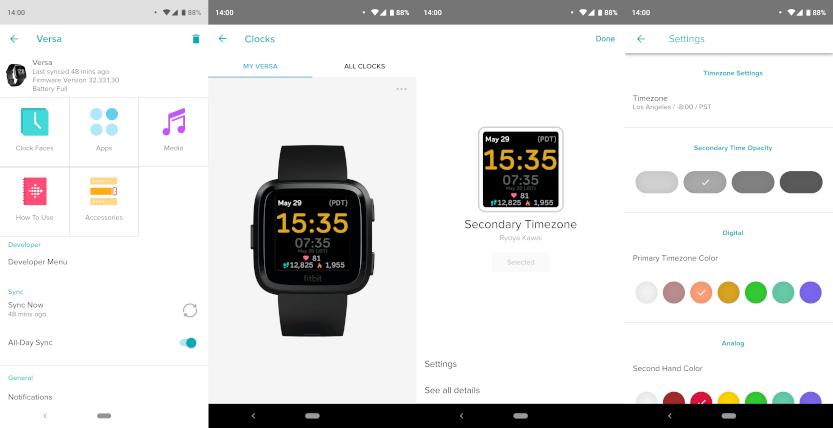 14:00
88%
Versa
Versa
Last synced 48 mins ago
Firmware Version 32.33.1.30
Battery Full
Clock Faces
Apps
Media
How To Use
Accessories
Developer
Developer Menu
Sync
Sync Now
48 mins ago
All-Day Sync
General
Notifications
14:00
88%
Clocks
MY VERSA
ALL CLOCKS
May 29 (PDT)
15:35
07:35
May 30 (JST)
81
12,825 1,955
fitbit
14:00
88%
Done
May 29 (PDT)
15:35
07:35
May 30 (JST)
81
12,825 1,955
Secondary Timezone
Ryoya Kawai
Selected
Settings
See all details
14:00
88%
Settings
Timezone Settings
Timezone
Los Angeles / -8:00 / PST
Secondary Time Opacity
Digital
Primary Timezone Color
Analog
Second Hand Color